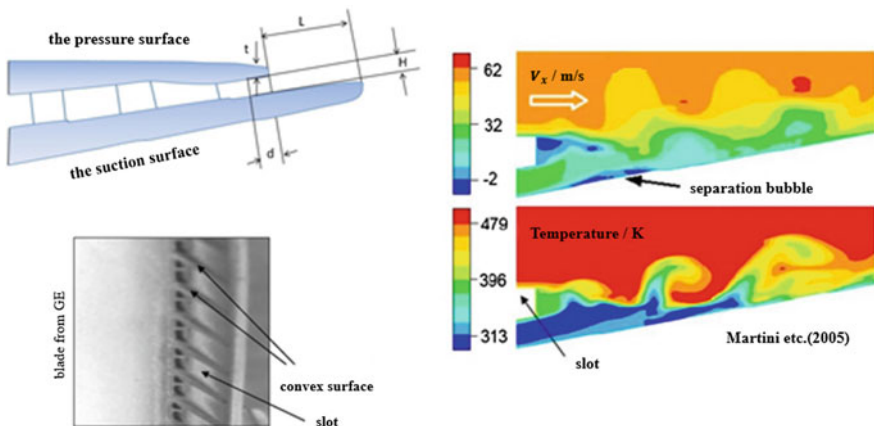 the pressure surface
t
L
H
the suction surface
d
blade from GE
convex surface
slot
62
32
-2
Vₓ / m/s
separation bubble
479
396
313
Temperature / K
slot
Martini etc.(2005)